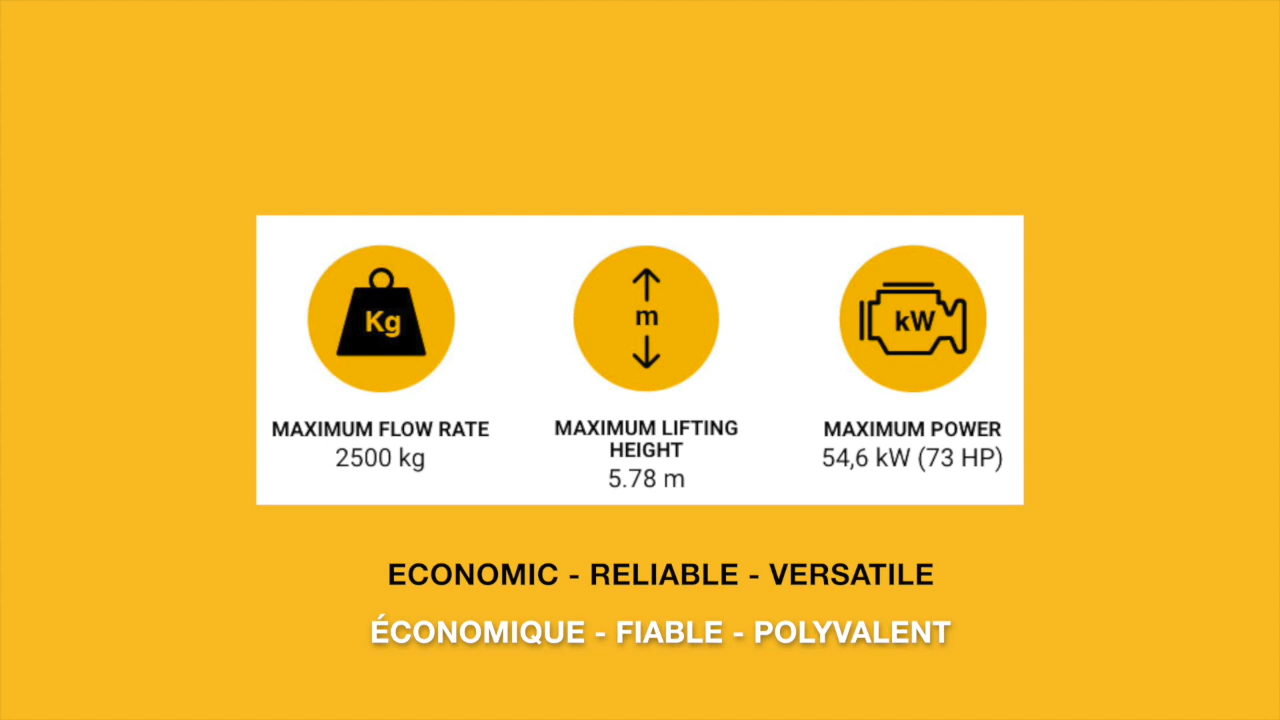 Kg
m
kW
MAXIMUM FLOW RATE
2500 kg
MAXIMUM LIFTING
HEIGHT
5.78 m
MAXIMUM POWER
54,6 kW (73 HP)
ECONOMIC - RELIABLE - VERSATILE
ÉCONOMIQUE - FIABLE - POLYVALENT